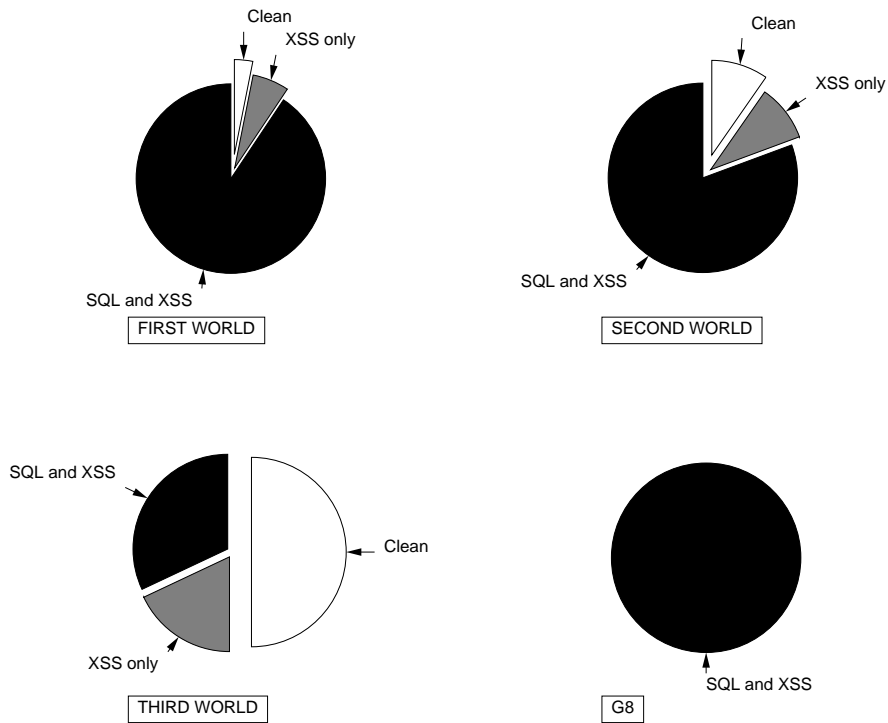 Clean
XSS only
SQL and XSS
FIRST WORLD
Clean
XSS only
SQL and XSS
SECOND WORLD
SQL and XSS
Clean
XSS only
THIRD WORLD
SQL and XSS
G8